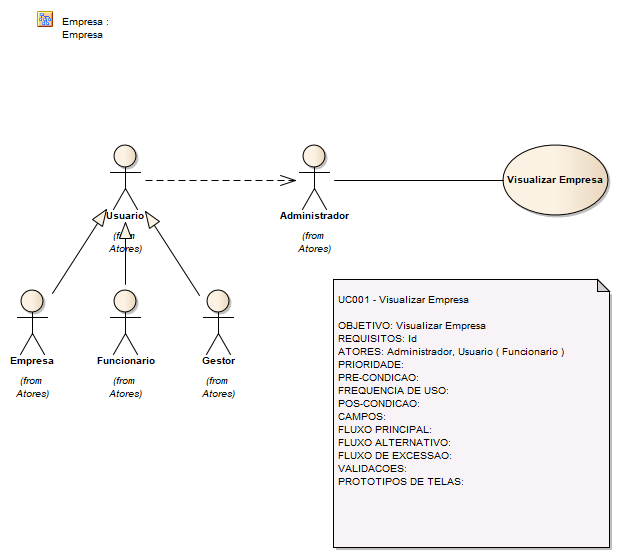 Empresa :
Empresa
Usuario
(from
Atores)
Administrador
(from
Atores)
Visualizar Empresa
Empresa
(from
Atores)
Funcionario
(from
Atores)
Gestor
(from
Atores)
UC001 - Visualizar Empresa
OBJETIVO: Visualizar Empresa
REQUISITOS: Id
ATORES: Administrador, Usuario ( Funcionario )
PRIORIDADE:
PRE-CONDICAO:
FREQUENCIA DE USO:
POS-CONDICAO:
CAMPOS:
FLUXO PRINCIPAL:
FLUXO ALTERNATIVO:
FLUXO DE EXCESSAO:
VALIDACOES:
PROTOTIPOS DE TELAS: